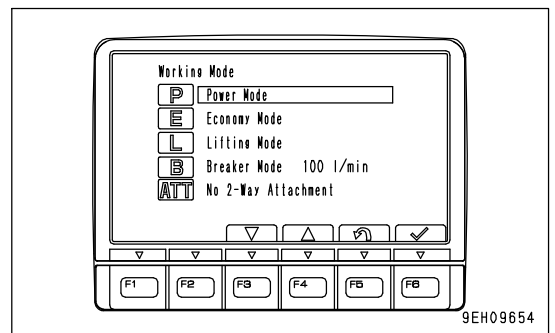 Working Mode
P Power Mode
E Economy Mode
L Lifting Mode
B Breaker Mode 100 l/min
ATT No 2-Way Attachment
F1 F2 F3 F4 F5 F6
9EH09654